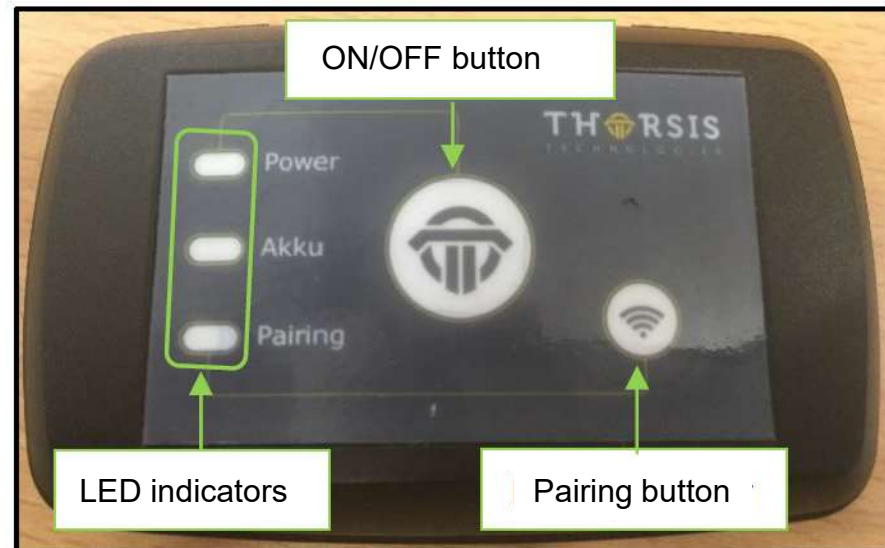 ON/OFF button
THORSIS
TECHNOLOGIES
Power
Akku
Pairing
LED indicators
Pairing button